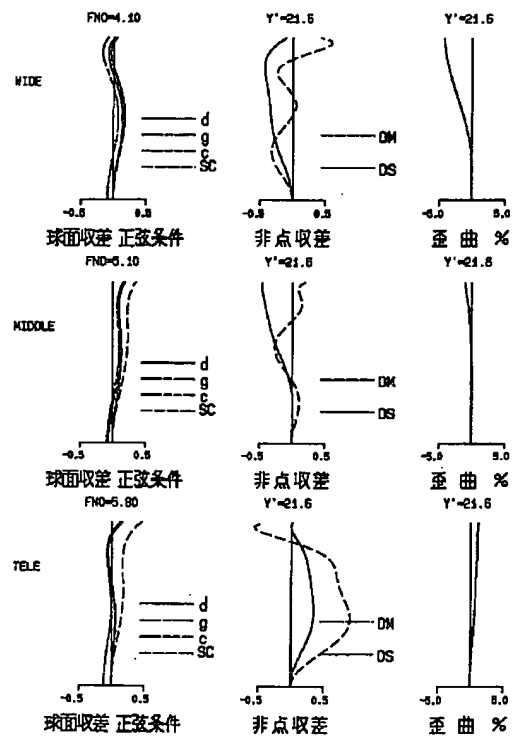 FNO=4.10 Y'=21.6 Y'=21.6
WIDE
d
g
c
SC
DM
DS
-0.5 0.5 0.5 -5.0 5.0
球面収差 正弦条件 非点収差 歪 曲 %
FNO=5.10 Y'=21.6 Y'=21.6
MIDDLE
d
g
c
SC
DM
DS
-0.5 0.5 -0.5 0.5 -5.0 5.0
球面収差 正弦条件 非点収差 歪 曲 %
FNO=5.80 Y'=21.6 Y'=21.6
TELE
d
g
c
SC
DM
DS
-0.5 0.5 -0.5 0.5 -5.0 5.0
球面収差 正弦条件 非点収差 歪 曲 %